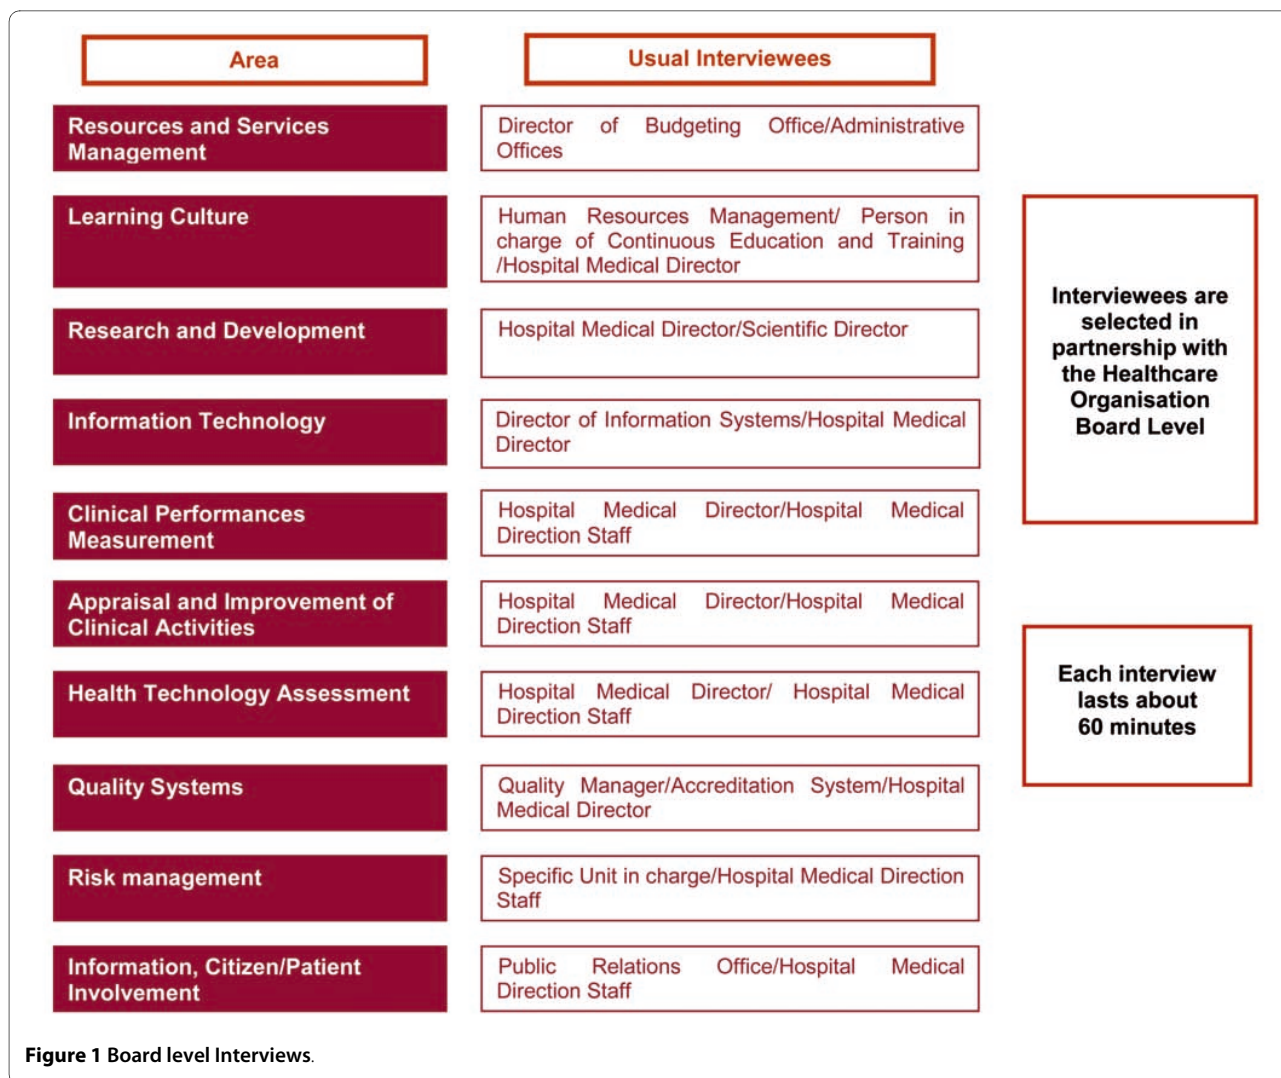 Area
Usual Interviewees
Resources and Services
Management
Director of Budgeting Office/Administrative
Offices
Learning Culture
Human Resources Management/ Person in
charge of Continuous Education and Training
/Hospital Medical Director
Research and Development
Hospital Medical Director/Scientific Director
Information Technology
Director of Information Systems/Hospital Medical
Director
Clinical Performances
Measurement
Hospital Medical Director/Hospital Medical
Direction Staff
Appraisal and Improvement of
Clinical Activities
Hospital Medical Director/Hospital Medical
Direction Staff
Health Technology Assessment
Hospital Medical Director/ Hospital Medical
Direction Staff
Quality Systems
Quality Manager/Accreditation System/Hospital
Medical Director
Risk management
Specific Unit in charge/Hospital Medical Direction
Staff
Information, Citizen/Patient
Involvement
Public Relations Office/Hospital Medical
Direction Staff
Interviewees are
selected in
partnership with
the Healthcare
Organisation
Board Level
Each interview
lasts about
60 minutes
Figure 1 Board level Interviews.